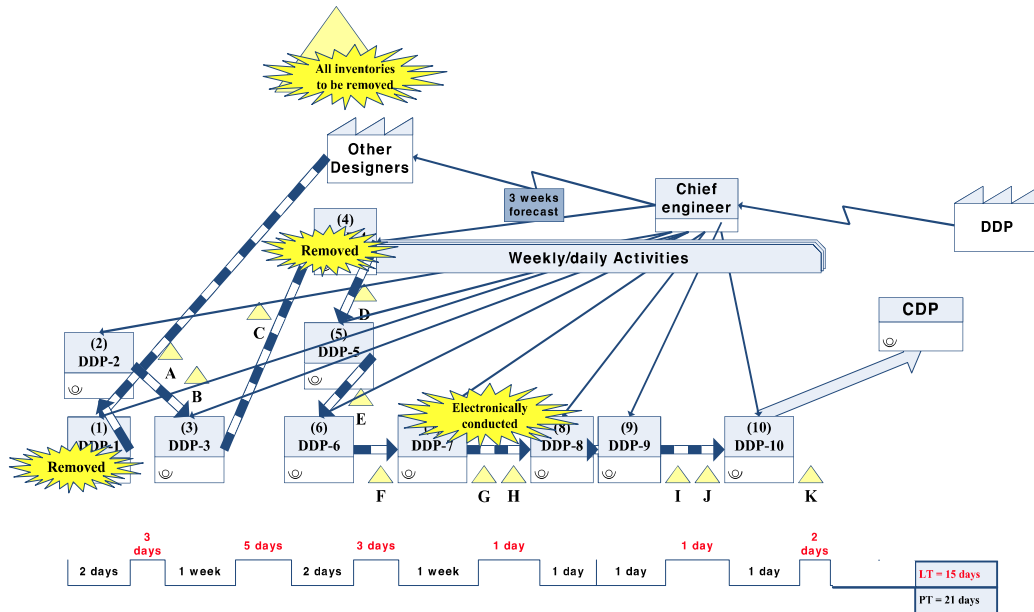 All inventories
to be removed
Other
Designers
3 weeks
forecast
Chief
engineer
DDP
(4)
Removed
Weekly/daily Activities
CDP
C
D
(2)
DDP-2
A
B
(5)
DDP-5
E
Electronically
conducted
(1)
DDP-1
Removed
(3)
DDP-3
(6)
DDP-6
DDP-7
(8)
DDP-8
(9)
DDP-9
(10)
DDP-10
F
G
H
I
J
K
3
days
5 days
3 days
1 day
1 day
2
days
2 days
1 week
2 days
1 week
1 day
1 day
1 day
LT = 15 days
PT = 21 days